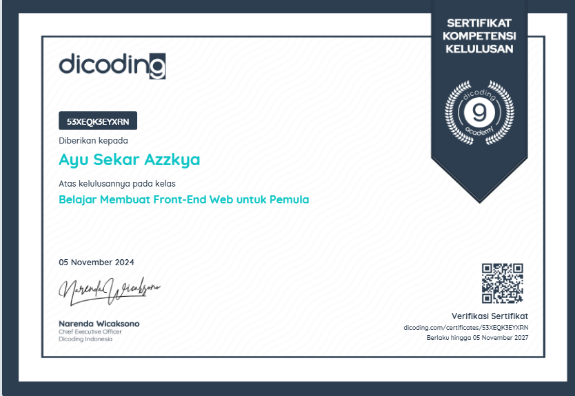 SERTIFIKAT
KOMPETENSI
KELULUSAN
dicoding
dicoding
academy
53XEQK3EYXRN
Diberikan kepada
Ayu Sekar Azzkya
Atas kelulusannya pada kelas
Belajar Membuat Front-End Web untuk Pemula
05 November 2024
Narenda Wicaksono
Narenda Wicaksono
Chief Executive Officer
Dicoding Indonesia
Verifikasi Sertifikat
dicoding.com/certificates/53XEQK3EYXRN
Berlaku hingga 05 November 2027